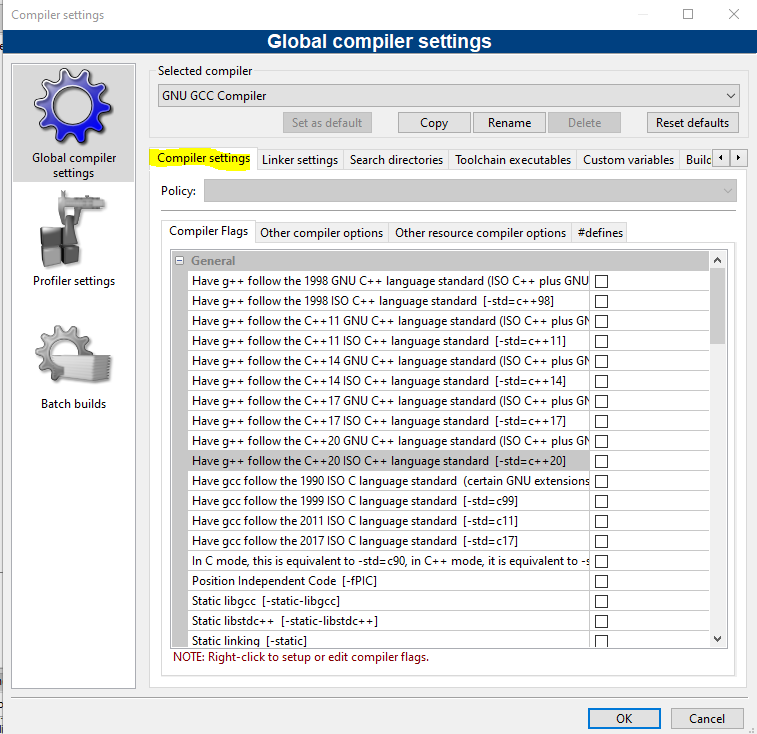 Compiler settings
Global compiler settings
Global compiler
settings
Profiler settings
Batch builds
Selected compiler
GNU GCC Compiler
Set as default
Copy
Rename
Delete
Reset defaults
Compiler settings
Linker settings
Search directories
Toolchain executables
Custom variables
Build
Policy:
Compiler Flags
Other compiler options
Other resource compiler options
#defines
General
Have g++ follow the 1998 GNU C++ language standard (ISO C++ plus GNU
Have g++ follow the 1998 ISO C++ language standard [-std=c++98]
Have g++ follow the C++11 GNU C++ language standard (ISO C++ plus GN
Have g++ follow the C++11 ISO C++ language standard [-std=c++11]
Have g++ follow the C++14 GNU C++ language standard (ISO C++ plus GN
Have g++ follow the C++14 ISO C++ language standard [-std=c++14]
Have g++ follow the C++17 GNU C++ language standard (ISO C++ plus GN
Have g++ follow the C++17 ISO C++ language standard [-std=c++17]
Have g++ follow the C++20 GNU C++ language standard (ISO C++ plus GN
Have g++ follow the C++20 ISO C++ language standard [-std=c++20]
Have gcc follow the 1990 ISO C language standard (certain GNU extensions
Have gcc follow the 1999 ISO C language standard [-std=c99]
Have gcc follow the 2011 ISO C language standard [-std=c11]
Have gcc follow the 2017 ISO C language standard [-std=c17]
In C mode, this is equivalent to -std=c90, in C++ mode, it is equivalent to -s
Position Independent Code [-fPIC]
Static libgcc [-static-libgcc]
Static libstdc++ [-static-libstdc++]
Static linking [-static]
NOTE: Right-click to setup or edit compiler flags.
OK
Cancel